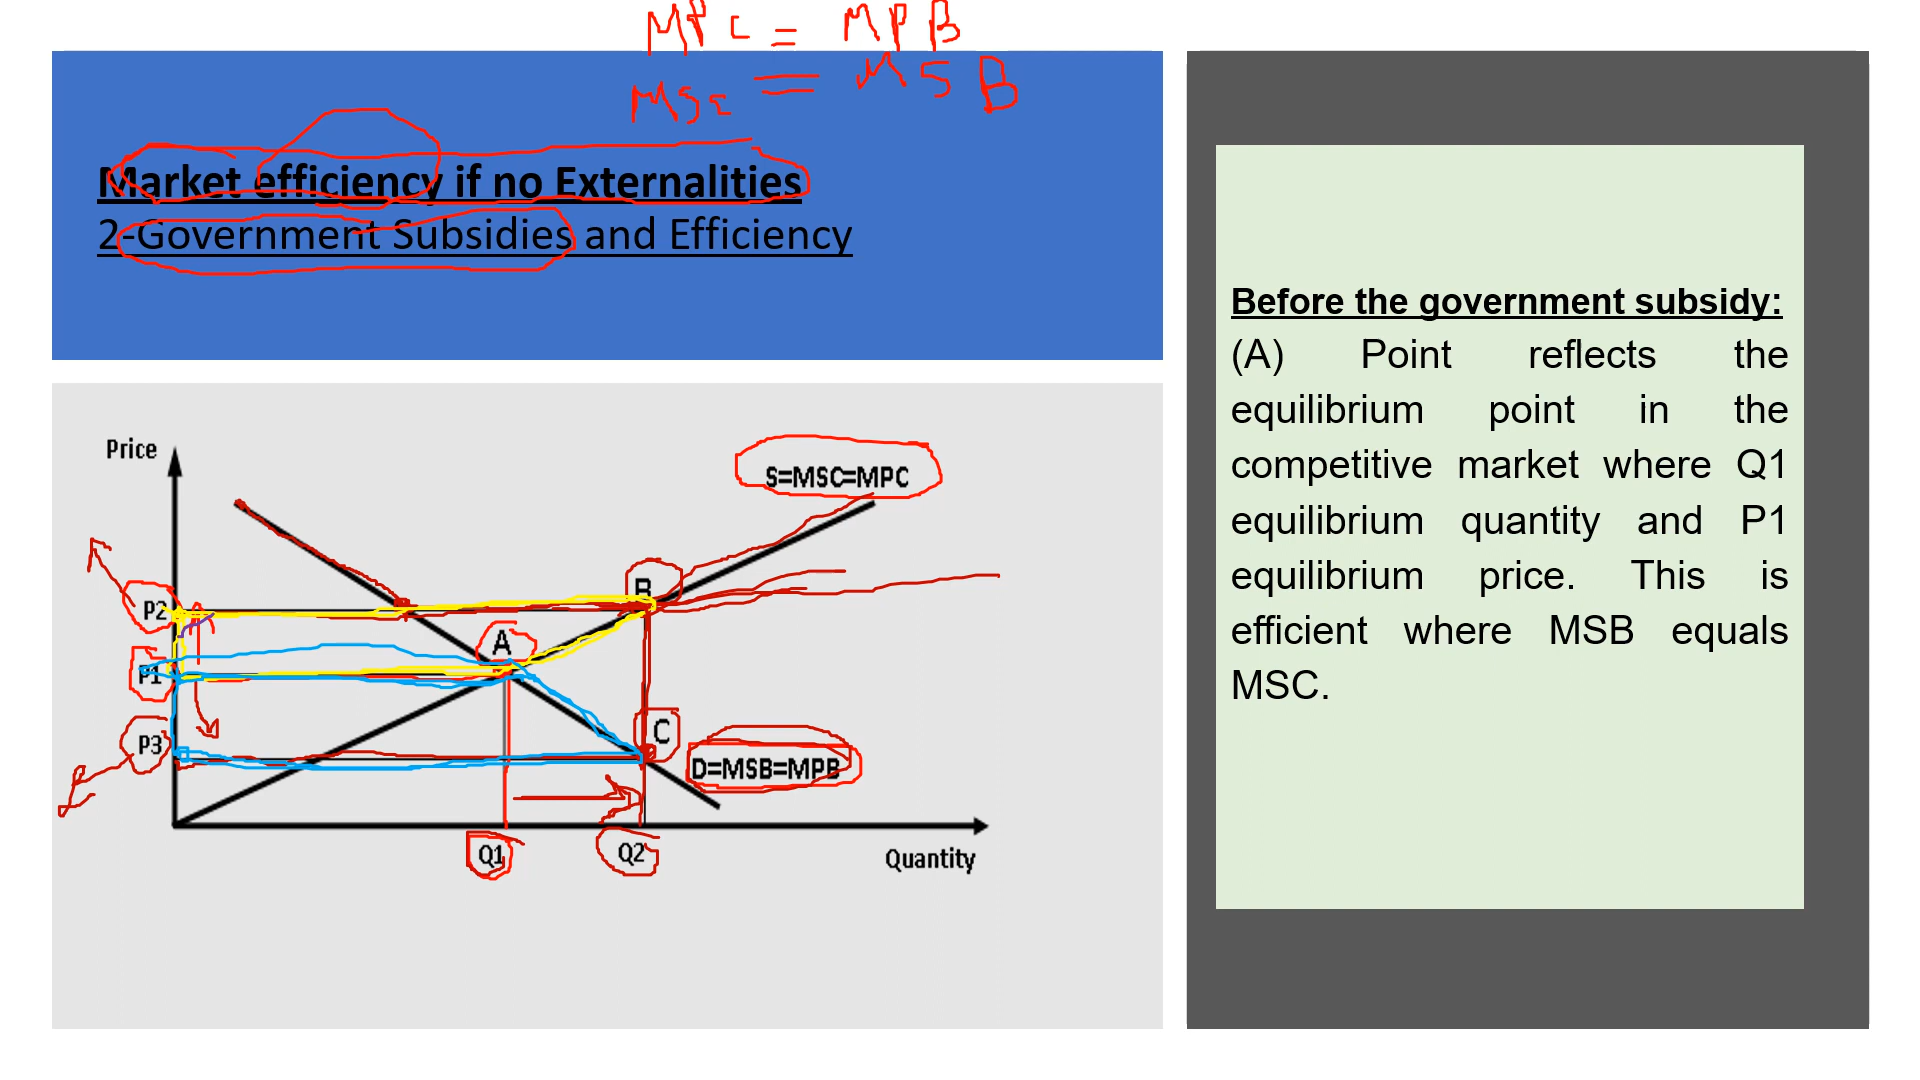 MPC = MPB
MSC = MSB
Market efficiency if no Externalities
2-Government Subsidies and Efficiency
Before the government subsidy:
(A) Point reflects the
equilibrium point in the
competitive market where Q1
equilibrium quantity and P1
equilibrium price. This is
efficient where MSB equals
MSC.
Price
S=MSC=MPC
B
P2
A
P1
C
P3
D=MSB=MPB
Q1
Q2
Quantity